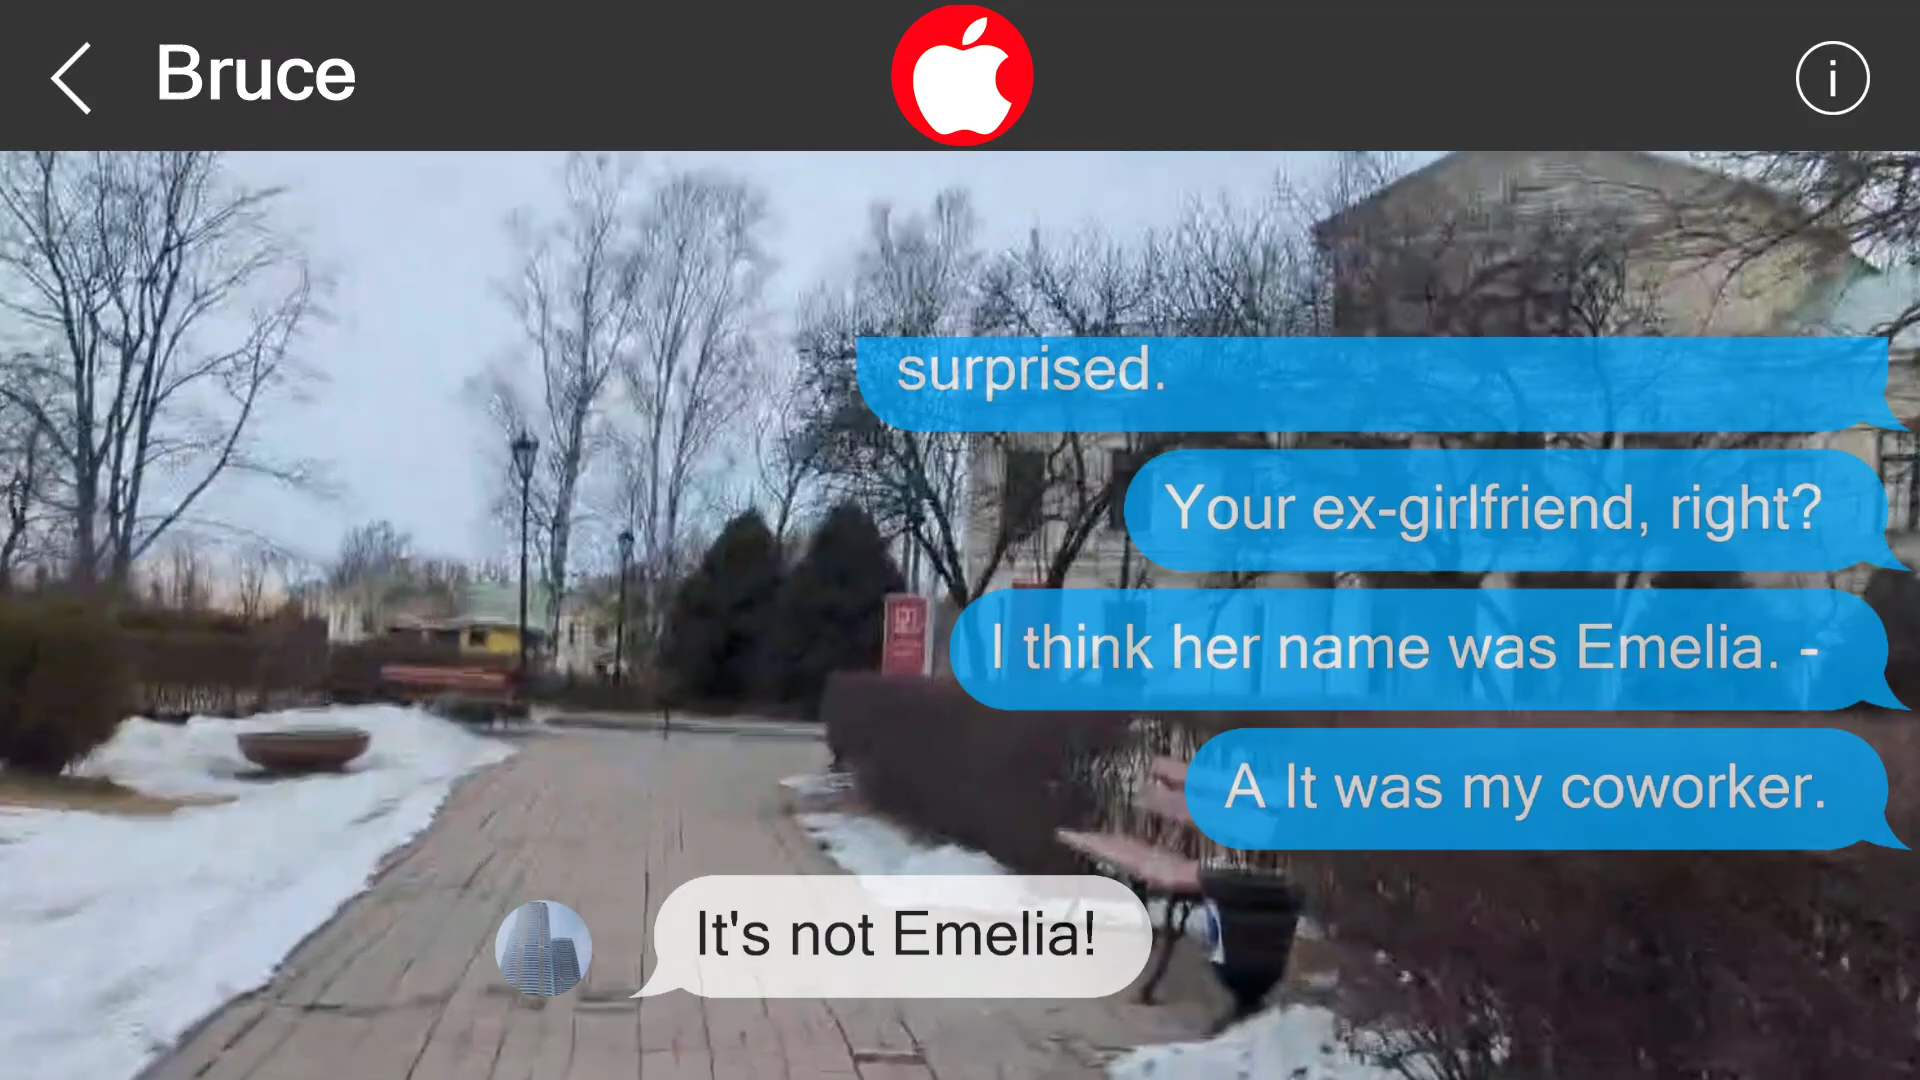 Bruce
i
surprised.
Your ex-girlfriend, right?
I think her name was Emelia. -
A It was my coworker.
It's not Emelia!